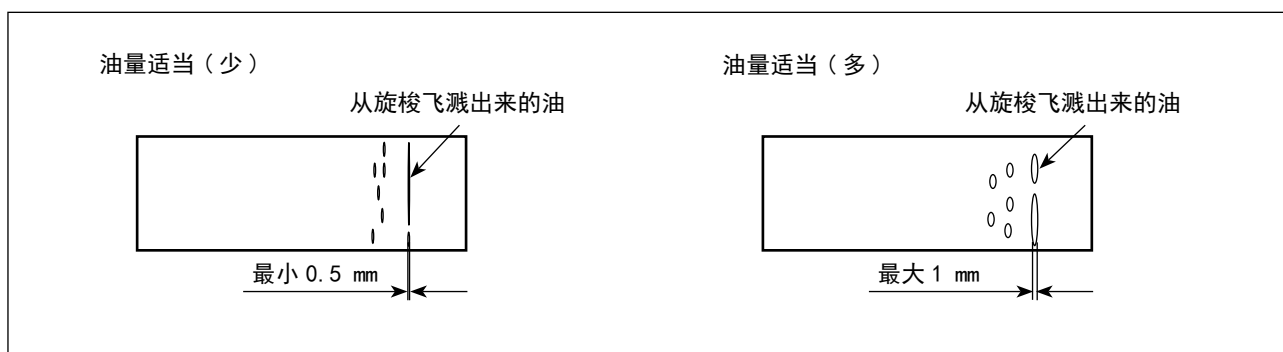 油量适当（少）
从旋梭飞溅出来的油
最小 0.5 mm
油量适当（多）
从旋梭飞溅出来的油
最大 1 mm